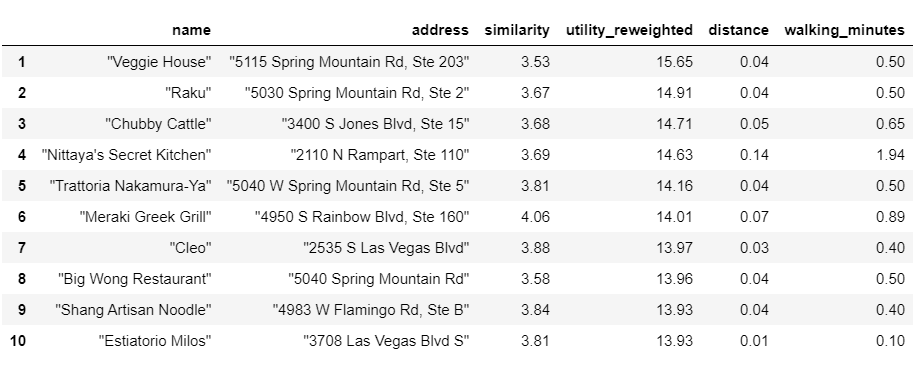 name address similarity utility_reweighted distance walking_minutes
1 "Veggie House" "5115 Spring Mountain Rd, Ste 203" 3.53 15.65 0.04 0.50
2 "Raku" "5030 Spring Mountain Rd, Ste 2" 3.67 14.91 0.04 0.50
3 "Chubby Cattle" "3400 S Jones Blvd, Ste 15" 3.68 14.71 0.05 0.65
4 "Nittaya's Secret Kitchen" "2110 N Rampart, Ste 110" 3.69 14.63 0.14 1.94
5 "Trattoria Nakamura-Ya" "5040 W Spring Mountain Rd, Ste 5" 3.81 14.16 0.04 0.50
6 "Meraki Greek Grill" "4950 S Rainbow Blvd, Ste 160" 4.06 14.01 0.07 0.89
7 "Cleo" "2535 S Las Vegas Blvd" 3.88 13.97 0.03 0.40
8 "Big Wong Restaurant" "5040 Spring Mountain Rd" 3.58 13.96 0.04 0.50
9 "Shang Artisan Noodle" "4983 W Flamingo Rd, Ste B" 3.84 13.93 0.04 0.40
10 "Estiatorio Milos" "3708 Las Vegas Blvd S" 3.81 13.93 0.01 0.10